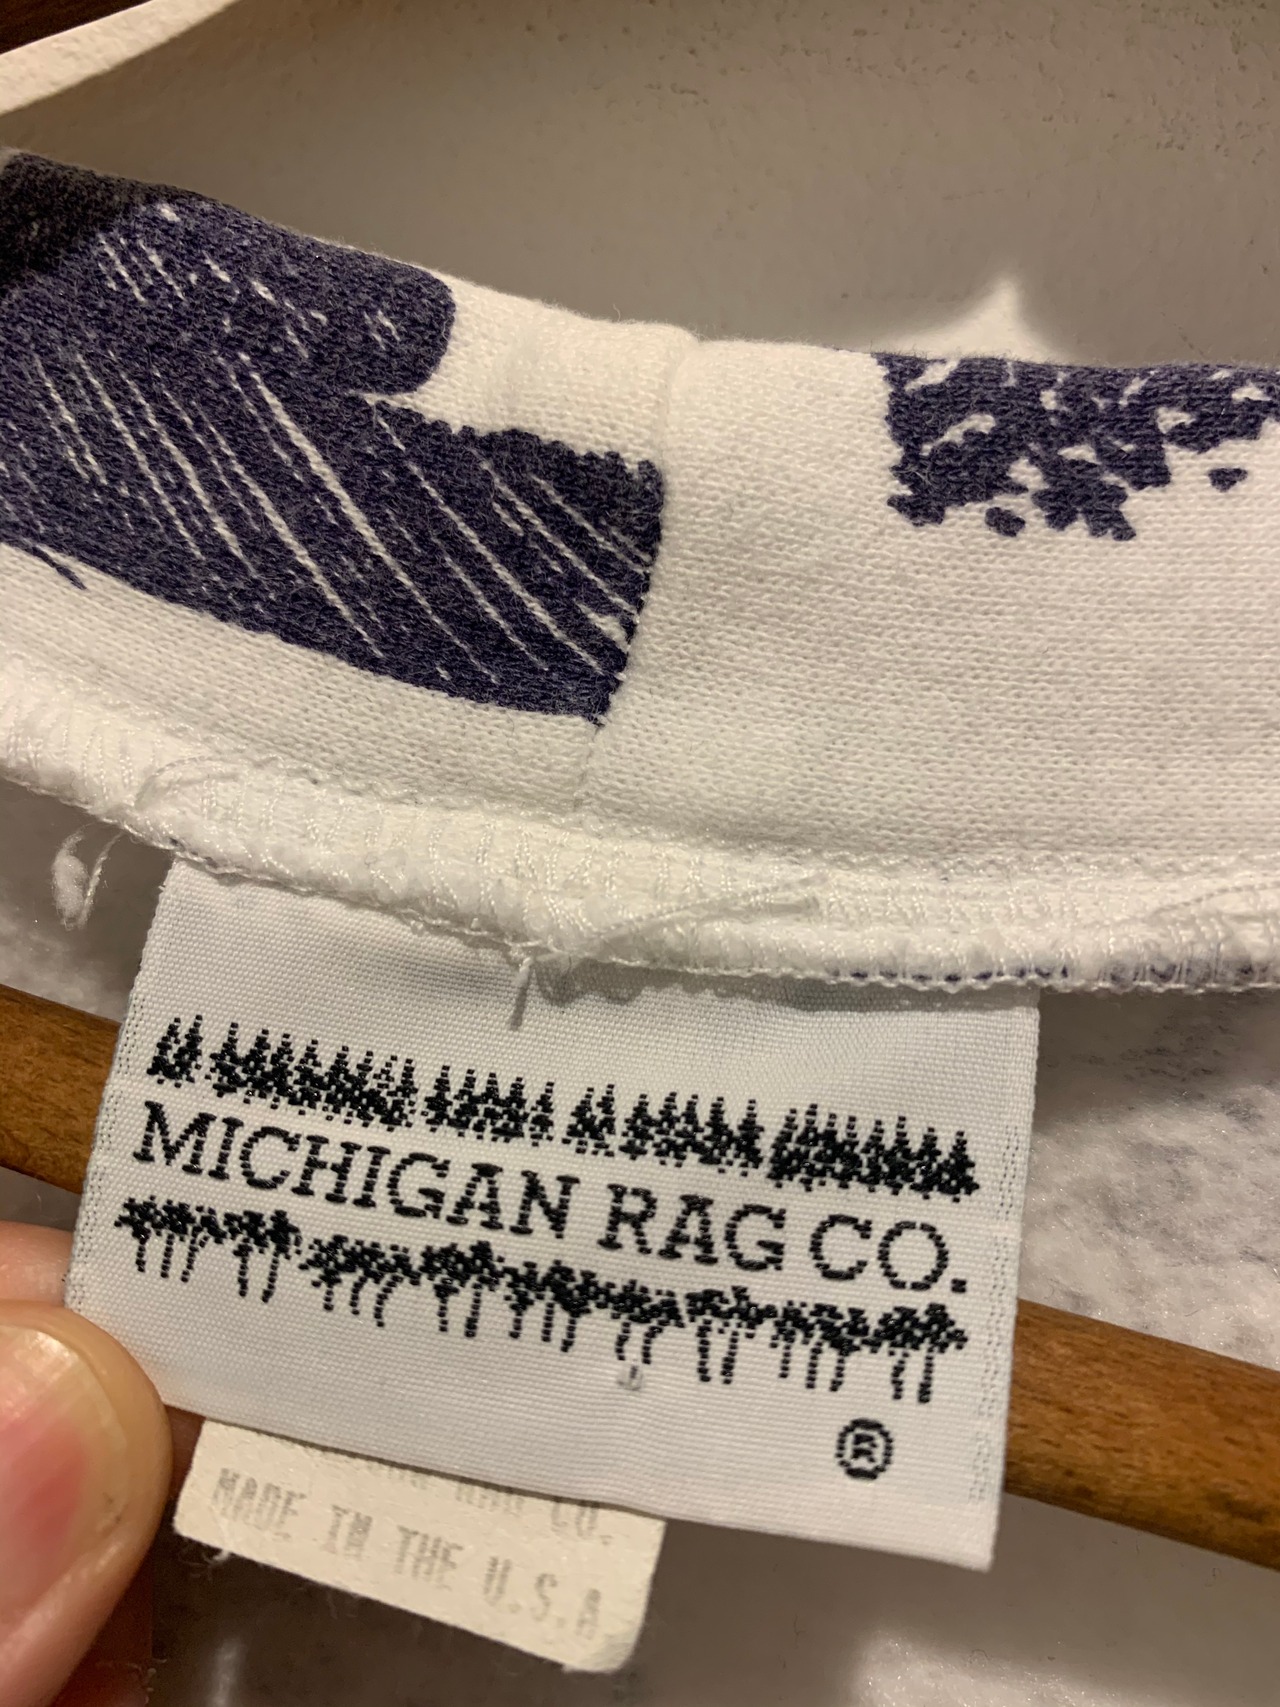 MICHIGAN RAG CO.
®
RAG CO.
MADE IN THE U.S.A